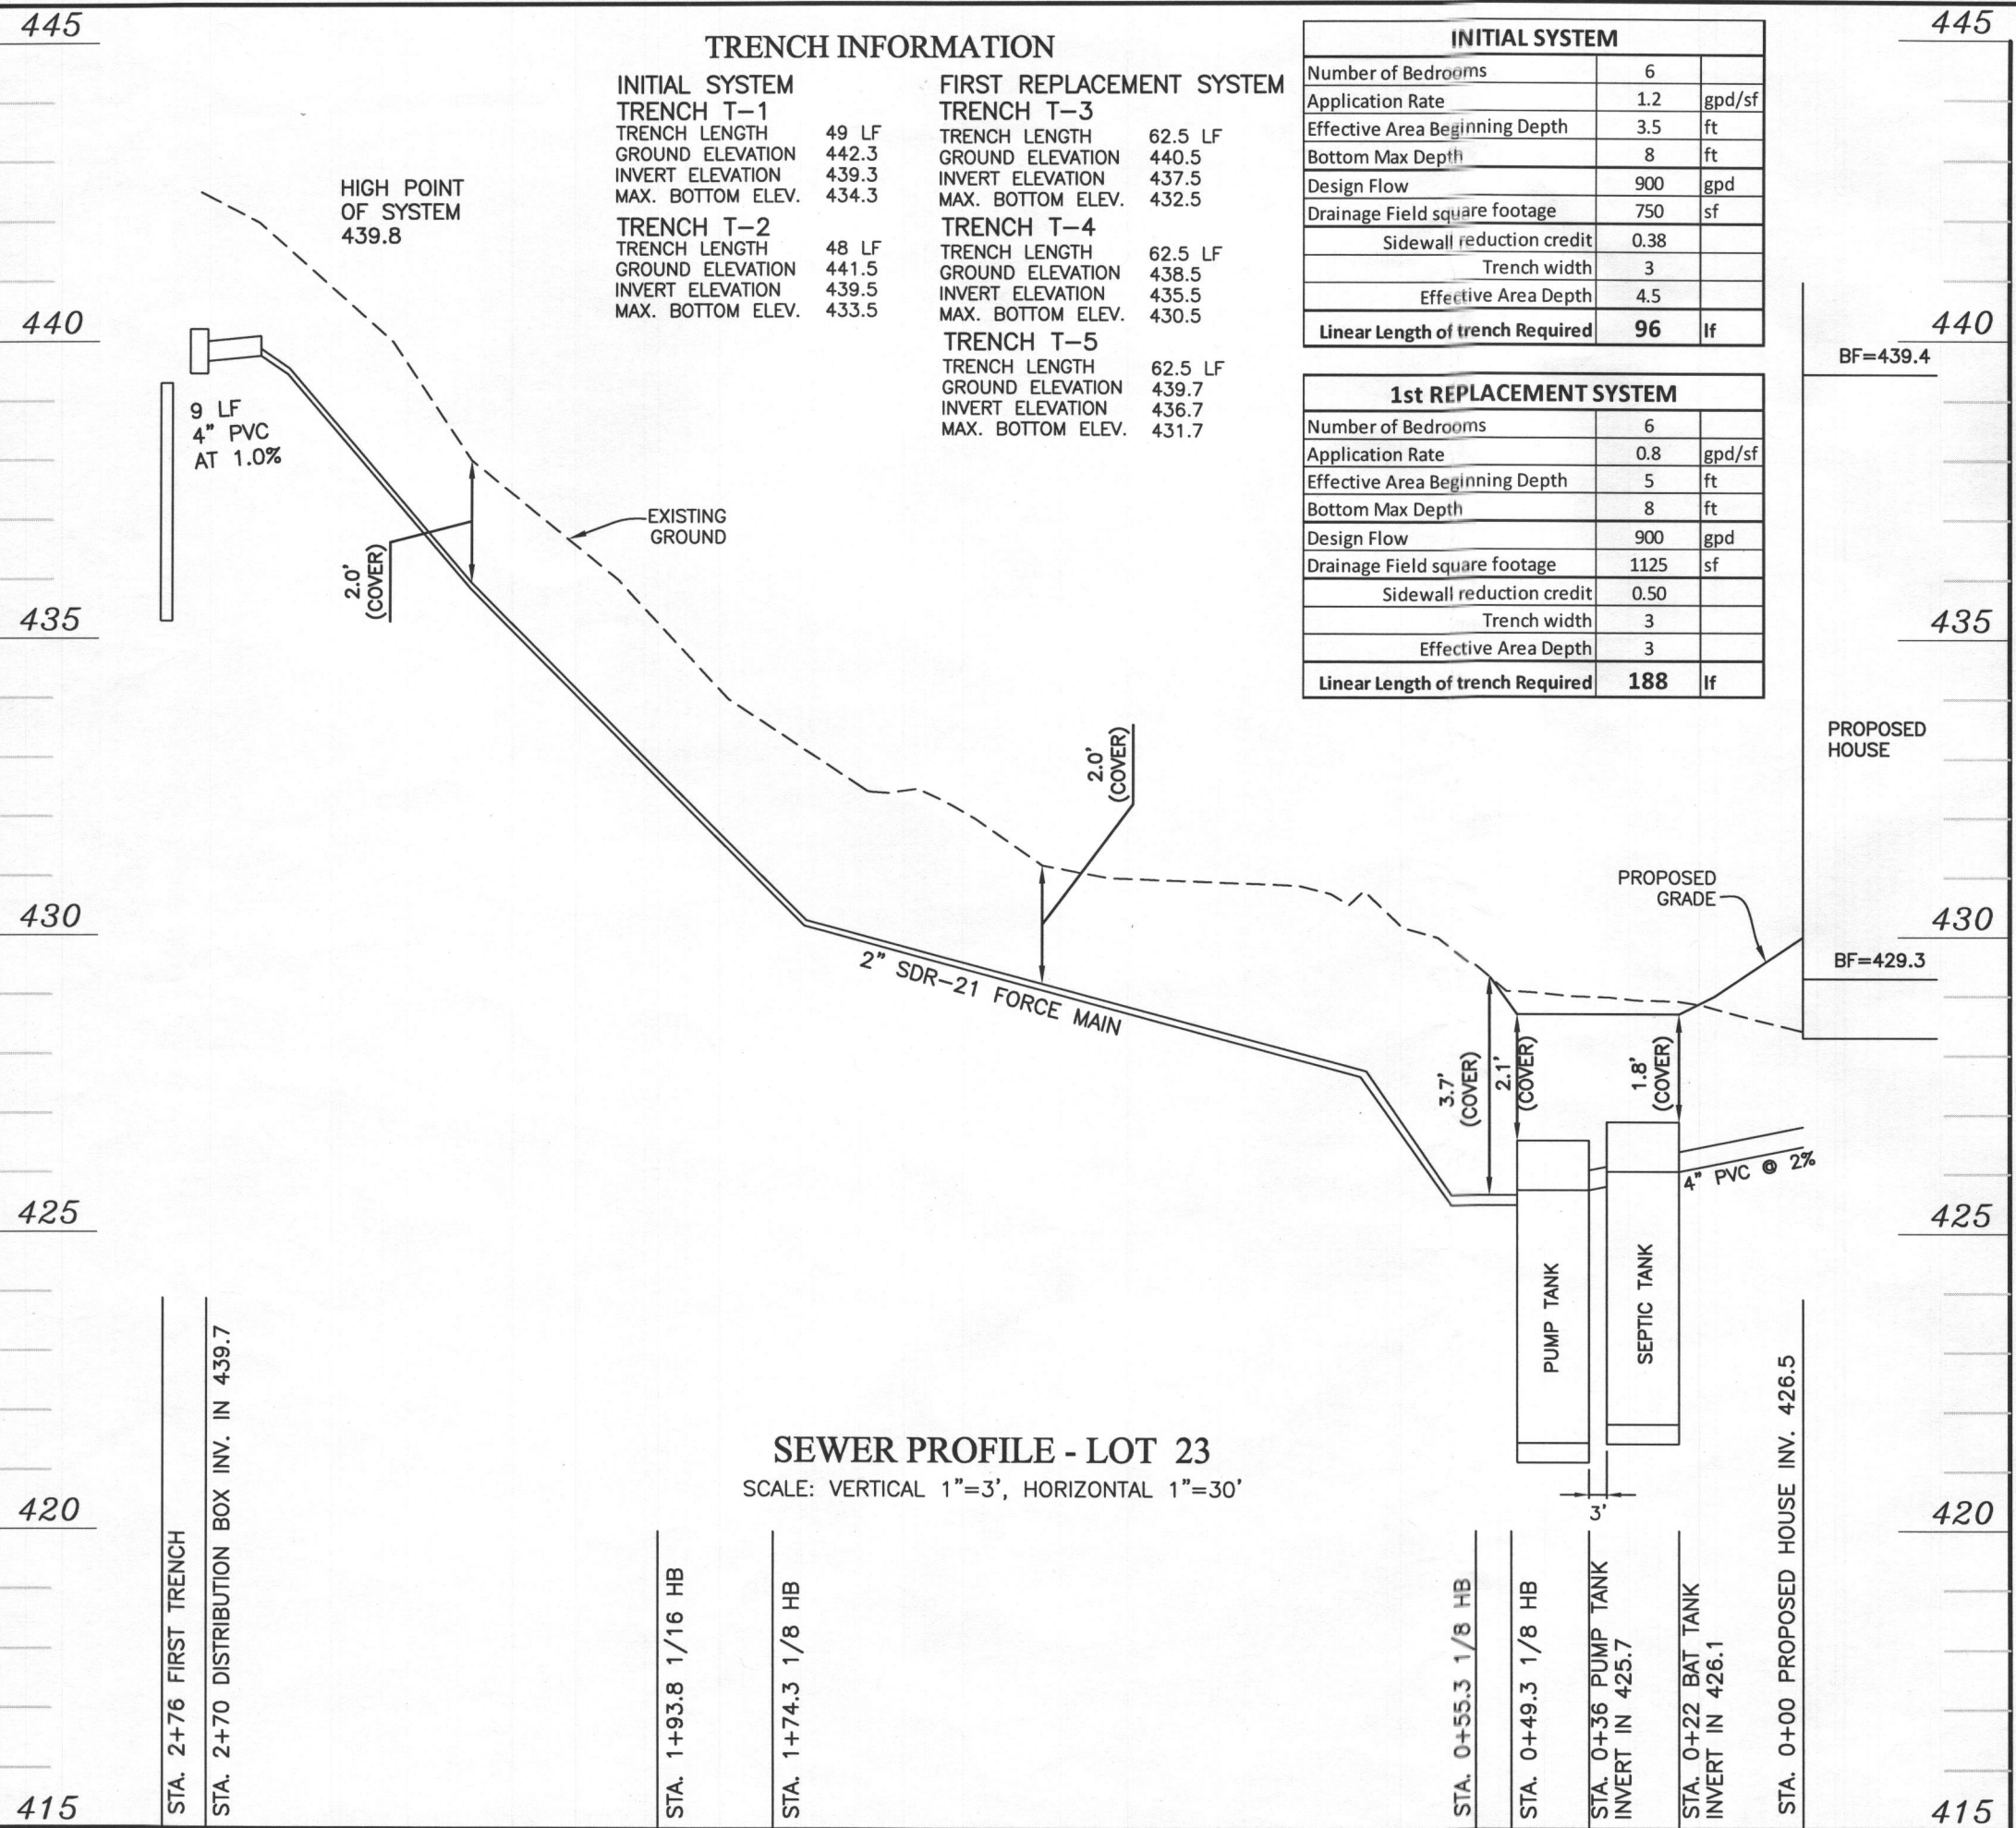 445
445
TRENCH INFORMATION
INITIAL SYSTEM
TRENCH T-1
TRENCH LENGTH 49 LF
GROUND ELEVATION 442.3
INVERT ELEVATION 439.3
MAX. BOTTOM ELEV. 434.3
TRENCH T-2
TRENCH LENGTH 48 LF
GROUND ELEVATION 441.5
INVERT ELEVATION 439.5
MAX. BOTTOM ELEV. 433.5
FIRST REPLACEMENT SYSTEM
TRENCH T-3
TRENCH LENGTH 62.5 LF
GROUND ELEVATION 440.5
INVERT ELEVATION 437.5
MAX. BOTTOM ELEV. 432.5
TRENCH T-4
TRENCH LENGTH 62.5 LF
GROUND ELEVATION 438.5
INVERT ELEVATION 435.5
MAX. BOTTOM ELEV. 430.5
TRENCH T-5
TRENCH LENGTH 62.5 LF
GROUND ELEVATION 439.7
INVERT ELEVATION 436.7
MAX. BOTTOM ELEV. 431.7
INITIAL SYSTEM
Number of Bedrooms 6
Application Rate 1.2 gpd/sf
Effective Area Beginning Depth 3.5 ft
Bottom Max Depth 8 ft
Design Flow 900 gpd
Drainage Field square footage 750 sf
Sidewall reduction credit 0.38
Trench width 3
Effective Area Depth 4.5
Linear Length of trench Required 96 lf
1st REPLACEMENT SYSTEM
Number of Bedrooms 6
Application Rate 0.8 gpd/sf
Effective Area Beginning Depth 5 ft
Bottom Max Depth 8 ft
Design Flow 900 gpd
Drainage Field square footage 1125 sf
Sidewall reduction credit 0.50
Trench width 3
Effective Area Depth 3
Linear Length of trench Required 188 lf
HIGH POINT
OF SYSTEM
439.8
440
440
BF=439.4
9 LF
4" PVC
AT 1.0%
EXISTING
GROUND
2.0'
(COVER)
435
435
PROPOSED
HOUSE
2.0'
(COVER)
PROPOSED
GRADE
430
430
BF=429.3
2" SDR-21 FORCE MAIN
3.7'
(COVER)
2.1'
(COVER)
1.8'
(COVER)
4" PVC @ 2%
425
425
PUMP TANK
SEPTIC TANK
3'
SEWER PROFILE - LOT 23
SCALE: VERTICAL 1"=3', HORIZONTAL 1"=30'
420
420
STA. 2+76 FIRST TRENCH
STA. 2+70 DISTRIBUTION BOX INV. IN 439.7
STA. 1+93.8 1/16 HB
STA. 1+74.3 1/8 HB
STA. 0+55.3 1/8 HB
STA. 0+49.3 1/8 HB
STA. 0+36 PUMP TANK
INVERT IN 425.7
STA. 0+22 BAT TANK
INVERT IN 426.1
STA. 0+00 PROPOSED HOUSE INV. 426.5
415
415